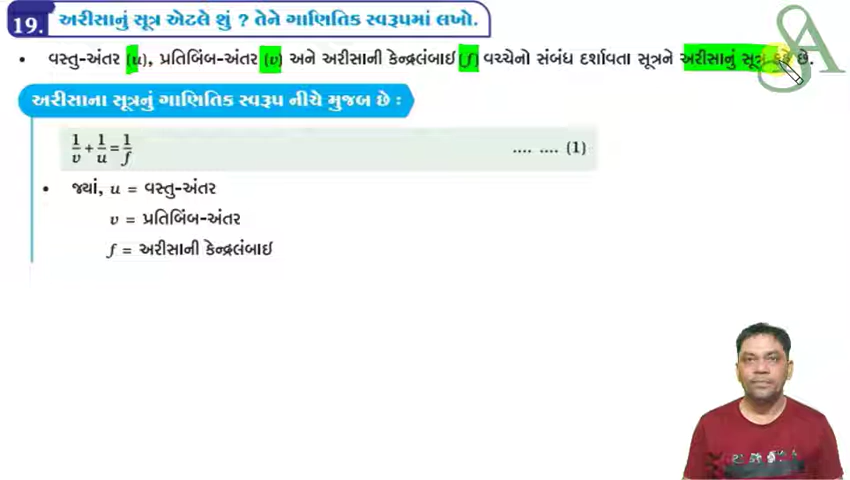 19. અરીસાનું સૂત્ર એટલે શું ? તેને ગાણિતિક સ્વરૂપમાં લખો.
• વસ્તુ-અંતર (u), પ્રતિબિંબ-અંતર (v) અને અરીસાની કેન્દ્રલંબાઈ (f) વચ્ચેનો સંબંધ દર્શાવતા સૂત્રને અરીસાનું સૂત્ર કહે છે.
અરીસાના સૂત્રનું ગાણિતિક સ્વરૂપ નીચે મુજબ છે :
1/v + 1/u = 1/f .... .... (1)
• જ્યાં, u = વસ્તુ-અંતર
v = પ્રતિબિંબ-અંતર
f = અરીસાની કેન્દ્રલંબાઈ